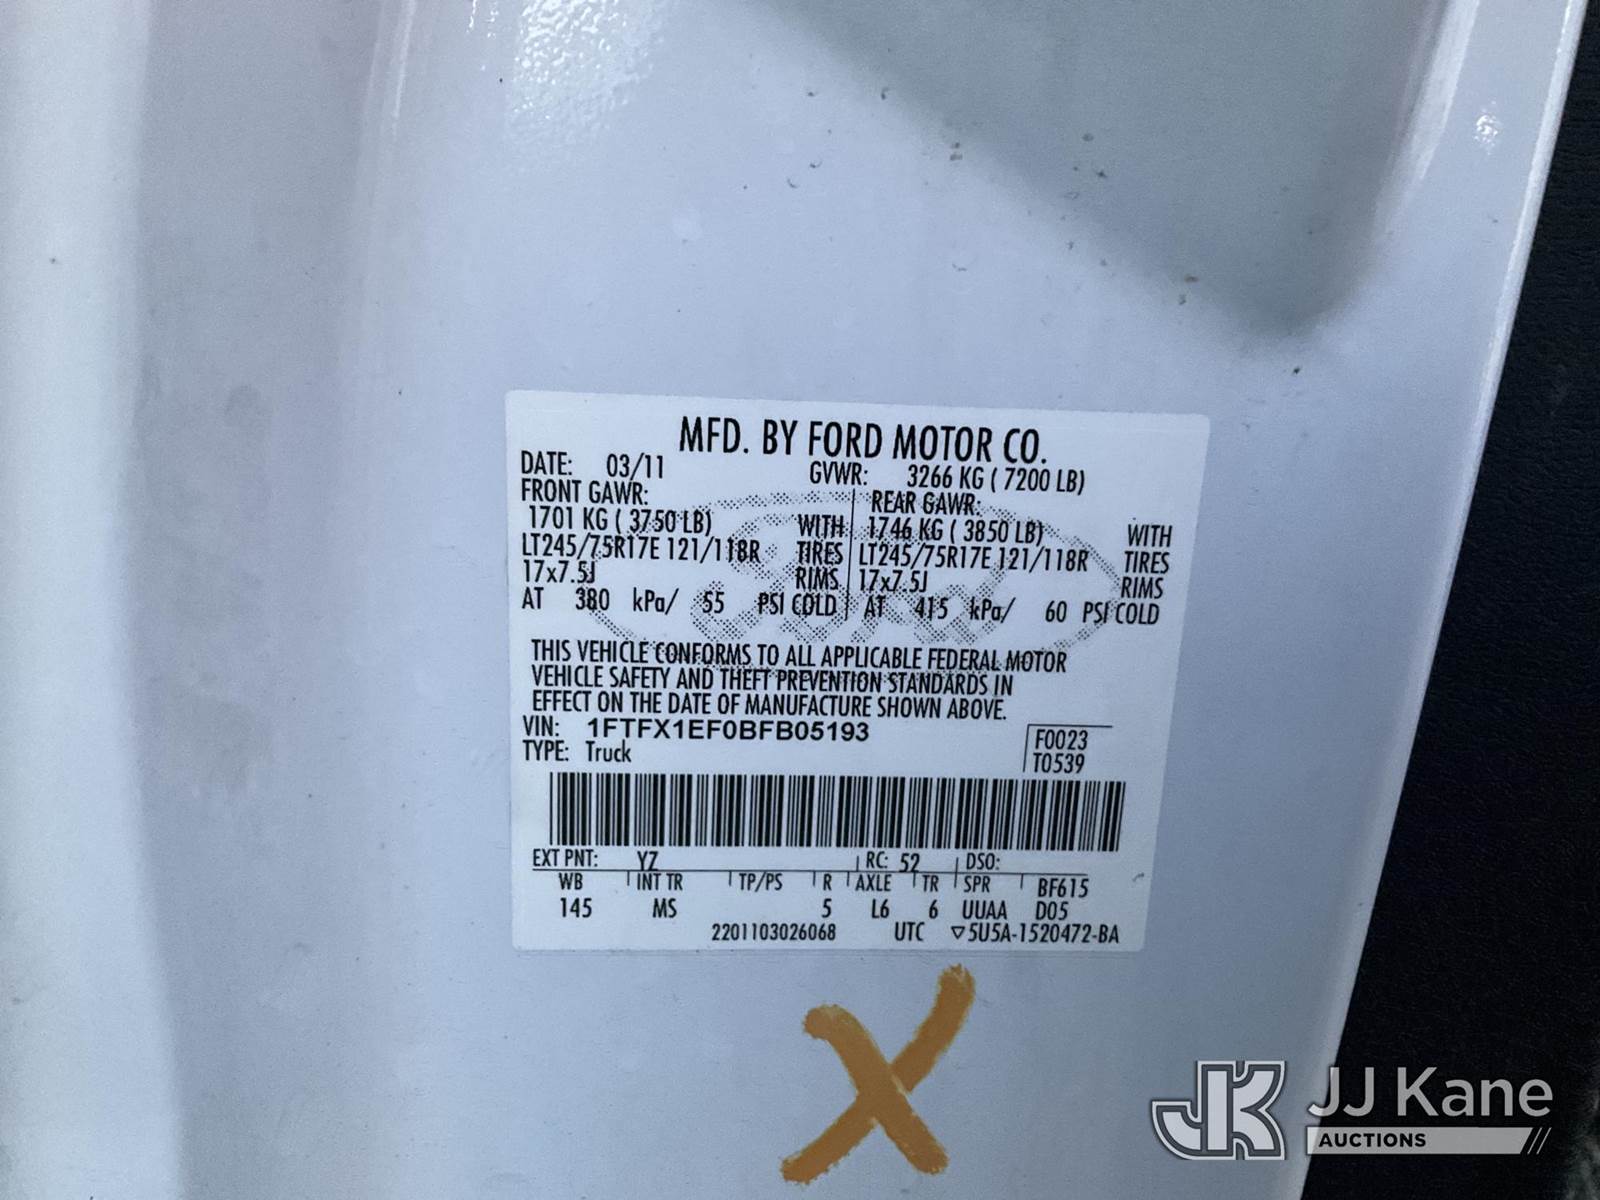 MFD. BY FORD MOTOR CO.
DATE: 03/11 GVWR: 3266 KG ( 7200 LB)
FRONT GAWR: REAR GAWR:
1701 KG ( 3750 LB) WITH 1746 KG ( 3850 LB) WITH
LT245/75R17E 121/118R TIRES LT245/75R17E 121/118R TIRES
17x7.5J RIMS 17x7.5J RIMS
AT 380 kPa/ 55 PSI COLD AT 415 kPa/ 60 PSI COLD
Ford
THIS VEHICLE CONFORMS TO ALL APPLICABLE FEDERAL MOTOR
VEHICLE SAFETY AND THEFT PREVENTION STANDARDS IN
EFFECT ON THE DATE OF MANUFACTURE SHOWN ABOVE.
VIN: 1FTFX1EF0BFB05193 F0023
TYPE: Truck T0539
EXT PNT: YZ RC: 52 DSO:
WB INT TR TP/PS R AXLE TR SPR BF615
145 MS 5 L6 6 UUAA D05
2201103026068 UTC ▽5U5A-1520472-BA
X
JK JJ Kane
AUCTIONS